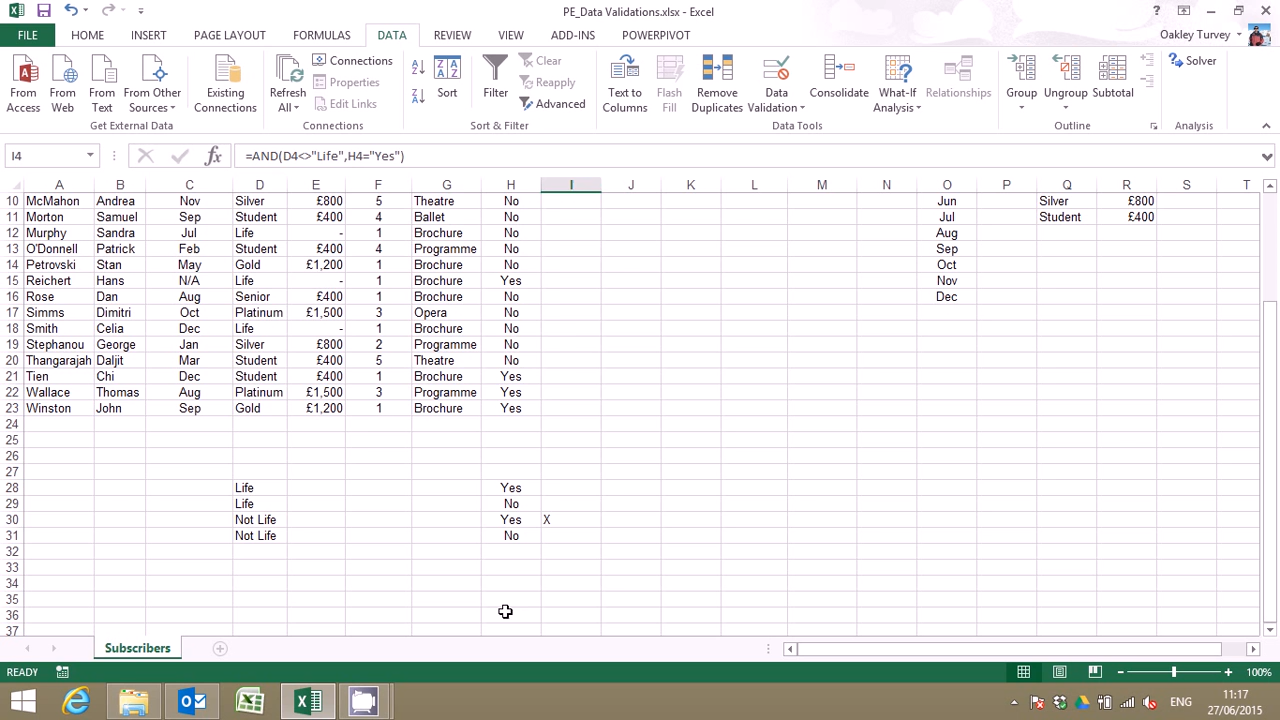 PE_Data Validations.xlsx - Excel
FILE HOME INSERT PAGE LAYOUT FORMULAS DATA REVIEW VIEW ADD-INS POWERPIVOT Oakley Turvey
From Access
From Web
From Text
From Other Sources
Existing Connections
Get External Data
Refresh All
Connections
Properties
Edit Links
Connections
Sort
Filter
Clear
Reapply
Advanced
Sort & Filter
Text to Columns
Flash Fill
Remove Duplicates
Data Validation
Consolidate
What-If Analysis
Relationships
Data Tools
Group
Ungroup
Subtotal
Outline
Solver
Analysis
I4 fx =AND(D4<>"Life",H4="Yes")
A B C D E F G H I J K L M N O P Q R S T
10 McMahon Andrea Nov Silver £800 5 Theatre No Jun Silver £800
11 Morton Samuel Sep Student £400 4 Ballet No Jul Student £400
12 Murphy Sandra Jul Life - 1 Brochure No Aug
13 O'Donnell Patrick Feb Student £400 4 Programme No Sep
14 Petrovski Stan May Gold £1,200 1 Brochure No Oct
15 Reichert Hans N/A Life - 1 Brochure Yes Nov
16 Rose Dan Aug Senior £400 1 Brochure No Dec
17 Simms Dimitri Oct Platinum £1,500 3 Opera No
18 Smith Celia Dec Life - 1 Brochure No
19 Stephanou George Jan Silver £800 2 Programme No
20 Thangarajah Daljit Mar Student £400 5 Theatre No
21 Tien Chi Dec Student £400 1 Brochure Yes
22 Wallace Thomas Aug Platinum £1,500 3 Programme Yes
23 Winston John Sep Gold £1,200 1 Brochure Yes
24
25
26
27
28 Life Yes
29 Life No
30 Not Life Yes X
31 Not Life No
32
33
34
35
36
37
Subscribers
READY 100%
ENG 11:17
27/06/2015